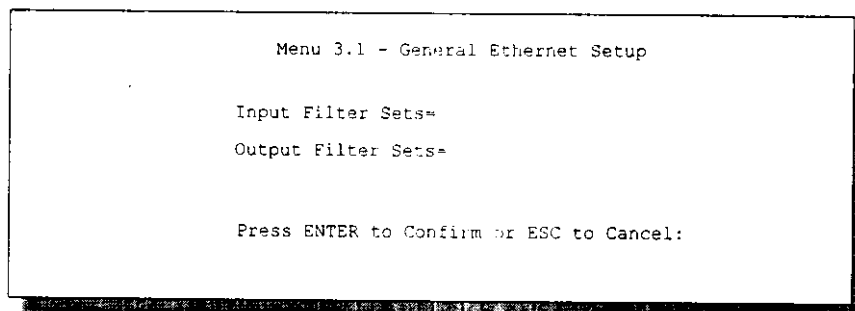 Menu 3.1 - General Ethernet Setup
Input Filter Sets=
Output Filter Sets=
Press ENTER to Confirm or ESC to Cancel: